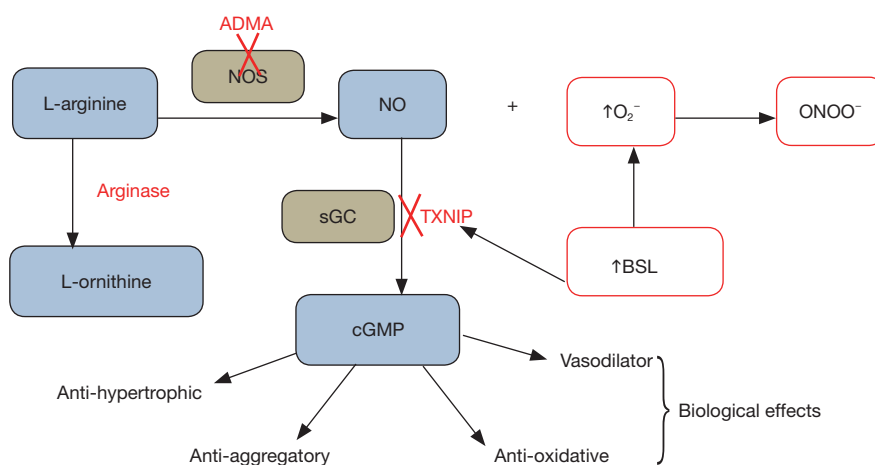 ADMA
NOS
L-arginine
NO
+
↑O₂⁻
ONOO⁻
Arginase
sGC
TXNIP
L-ornithine
↑BSL
cGMP
Vasodilator
Anti-hypertrophic
Biological effects
Anti-aggregatory
Anti-oxidative